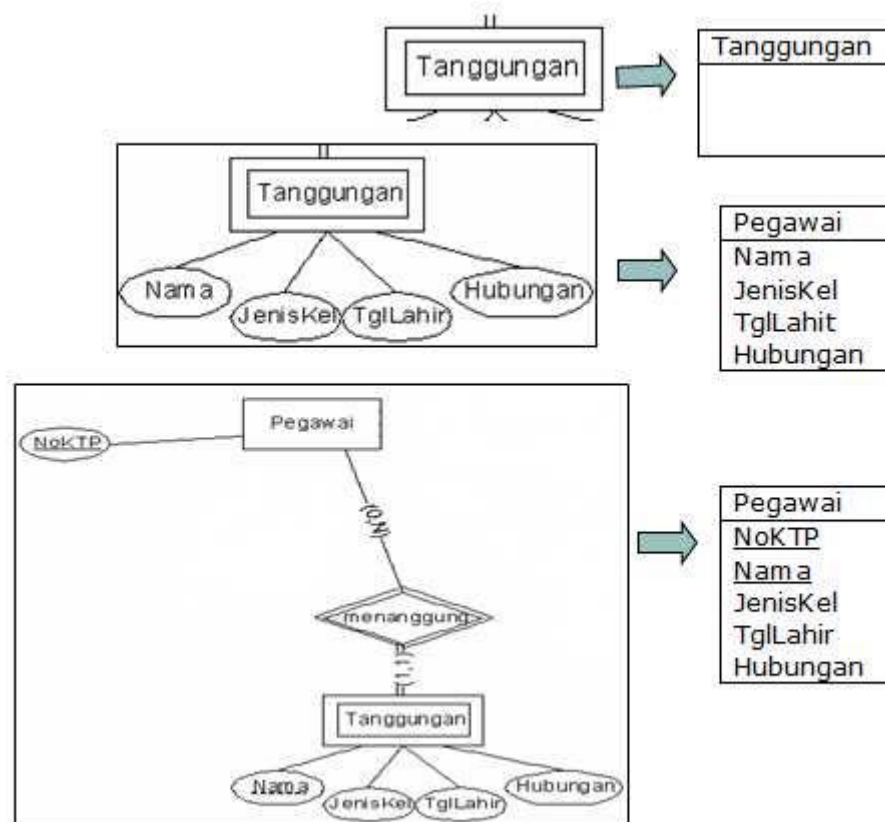 Tanggungan
Tanggungan
Tanggungan
Nama
JenisKel
TglLahir
Hubungan
Pegawai
Nama
JenisKel
TglLahit
Hubungan
NoKTP
Pegawai
(0,N)
menanggung
(1,1)
Tanggungan
Nama
JenisKel
TglLahir
Hubungan
Pegawai
NoKTP
Nama
JenisKel
TglLahir
Hubungan